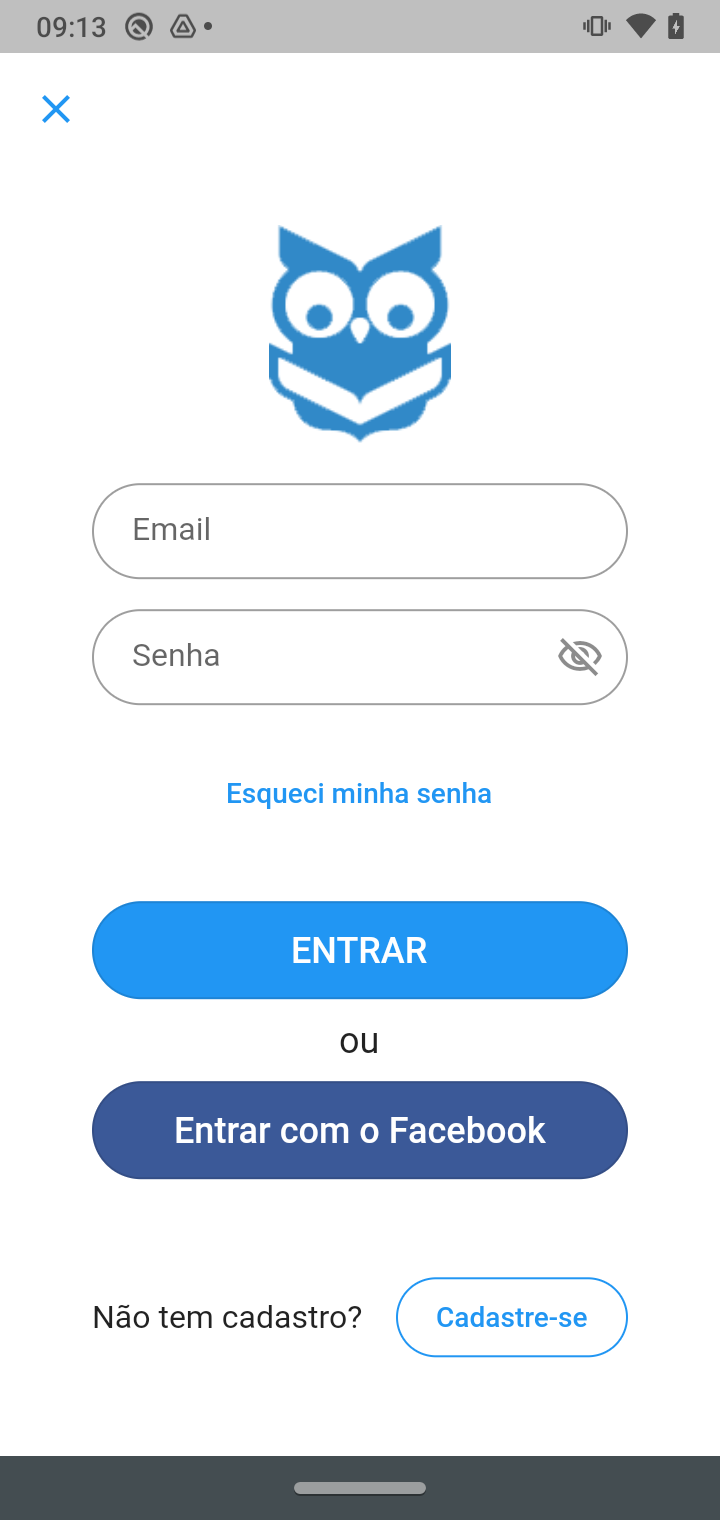 09:13
Email
Senha
Esqueci minha senha
ENTRAR
ou
Entrar com o Facebook
Não tem cadastro? Cadastre-se